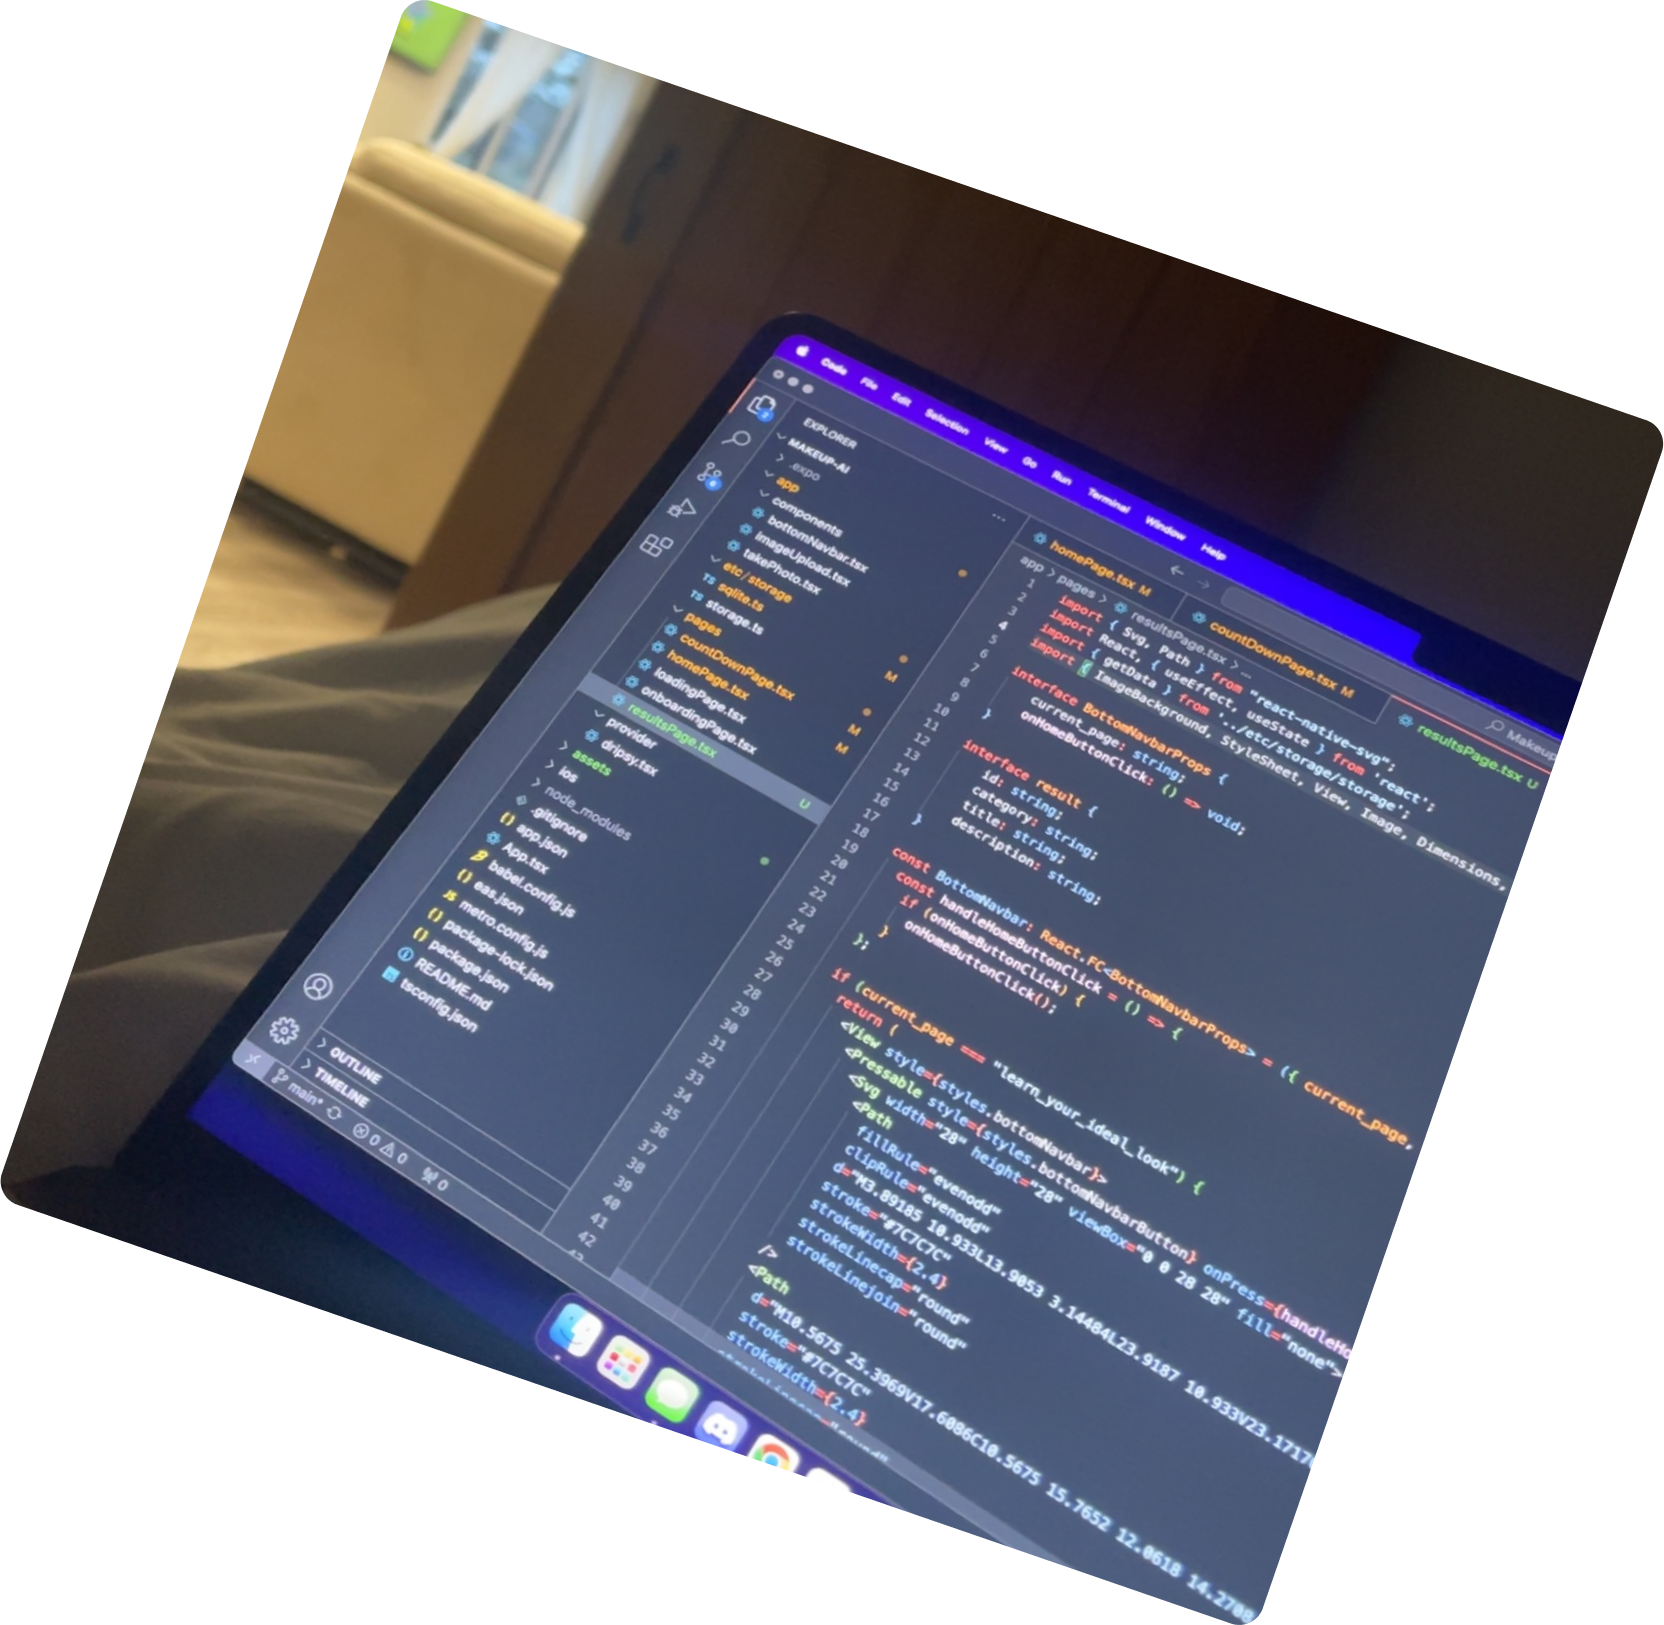 Code File Edit Selection View Go Run Terminal Window Help
EXPLORER
MAKEUP-AI
.expo
app
components
bottomNavbar.tsx
imageUpload.tsx
takePhoto.tsx
etc/storage
TS sqlite.ts
TS storage.ts
pages
countDownPage.tsx M
homePage.tsx M
loadingPage.tsx M
onboardingPage.tsx
resultsPage.tsx U
provider
dripsy.tsx
assets
ios
node_modules
.gitignore
{} app.json
App.tsx
babel.config.js
{} eas.json
JS metro.config.js
{} package-lock.json
{} package.json
README.md
tsconfig.json
OUTLINE
TIMELINE
main* 0 0 0
homePage.tsx M countDownPage.tsx M resultsPage.tsx U
app > pages > resultsPage.tsx > ...
import { Svg, Path } from "react-native-svg";
import React, { useEffect, useState } from 'react';
import { getData } from '../etc/storage/storage';
import { ImageBackground, StyleSheet, View, Image, Dimensions,
interface BottomNavbarProps {
current_page: string;
onHomeButtonClick: () => void;
}
interface result {
id: string;
category: string;
title: string;
description: string;
}
const BottomNavbar: React.FC<BottomNavbarProps> = ({ current_page,
const handleHomeButtonClick = () => {
if (onHomeButtonClick) {
onHomeButtonClick();
}
};
if (current_page === "learn_your_ideal_look") {
return (
<View style={styles.bottomNavbar}>
<Pressable style={styles.bottomNavbarButton} onPress={handleHo
<Svg width="28" height="28" viewBox="0 0 28 28" fill="none">
<Path
fillRule="evenodd"
clipRule="evenodd"
d="M3.89185 10.933L13.9053 3.14484L23.9187 10.933V23.1717
stroke="#7C7C7C"
strokeWidth={2.4}
strokeLinecap="round"
strokeLinejoin="round"
/>
<Path
d="M10.5675 25.3969V17.6086C10.5675 15.7652 12.0618 14.2708
stroke="#7C7C7C"
strokeWidth={2.4}